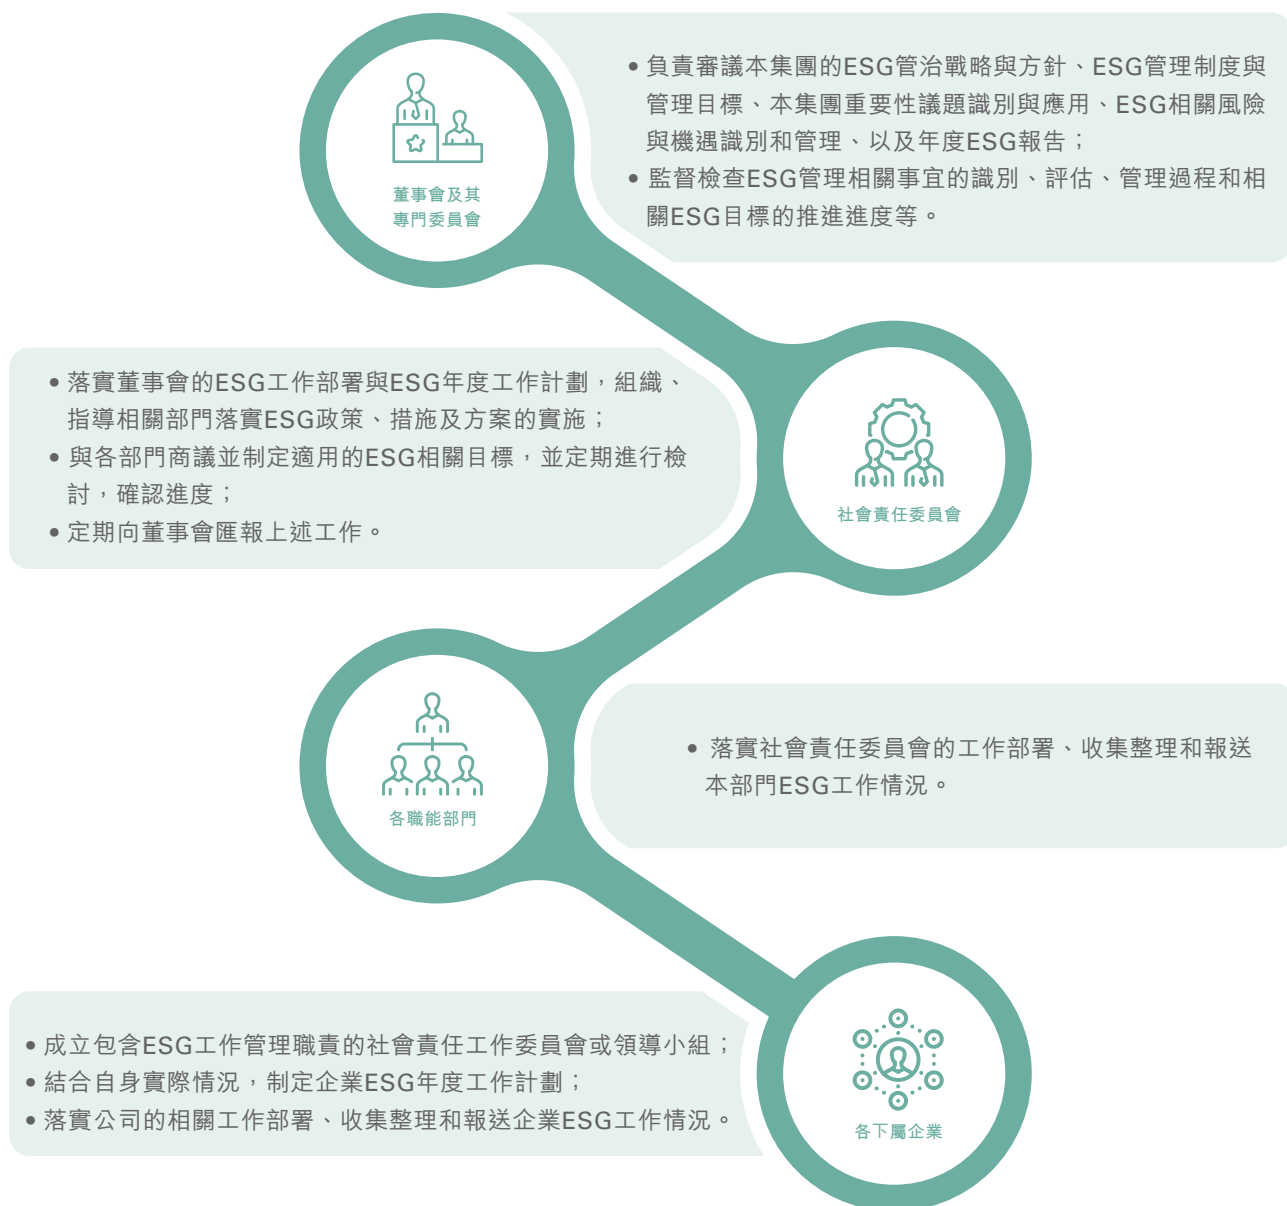 董事會及其
專門委員會
• 負責審議本集團的ESG管治戰略與方針、ESG管理制度與
管理目標、本集團重要性議題識別與應用、ESG相關風險
與機遇識別和管理、以及年度ESG報告；
• 監督檢查ESG管理相關事宜的識別、評估、管理過程和相
關ESG目標的推進進度等。
• 落實董事會的ESG工作部署與ESG年度工作計劃，組織、
指導相關部門落實ESG政策、措施及方案的實施；
• 與各部門商議並制定適用的ESG相關目標，並定期進行檢
討，確認進度；
• 定期向董事會匯報上述工作。
社會責任委員會
各職能部門
• 落實社會責任委員會的工作部署、收集整理和報送
本部門ESG工作情況。
• 成立包含ESG工作管理職責的社會責任工作委員會或領導小組；
• 結合自身實際情況，制定企業ESG年度工作計劃；
• 落實公司的相關工作部署、收集整理和報送企業ESG工作情況。
各下屬企業